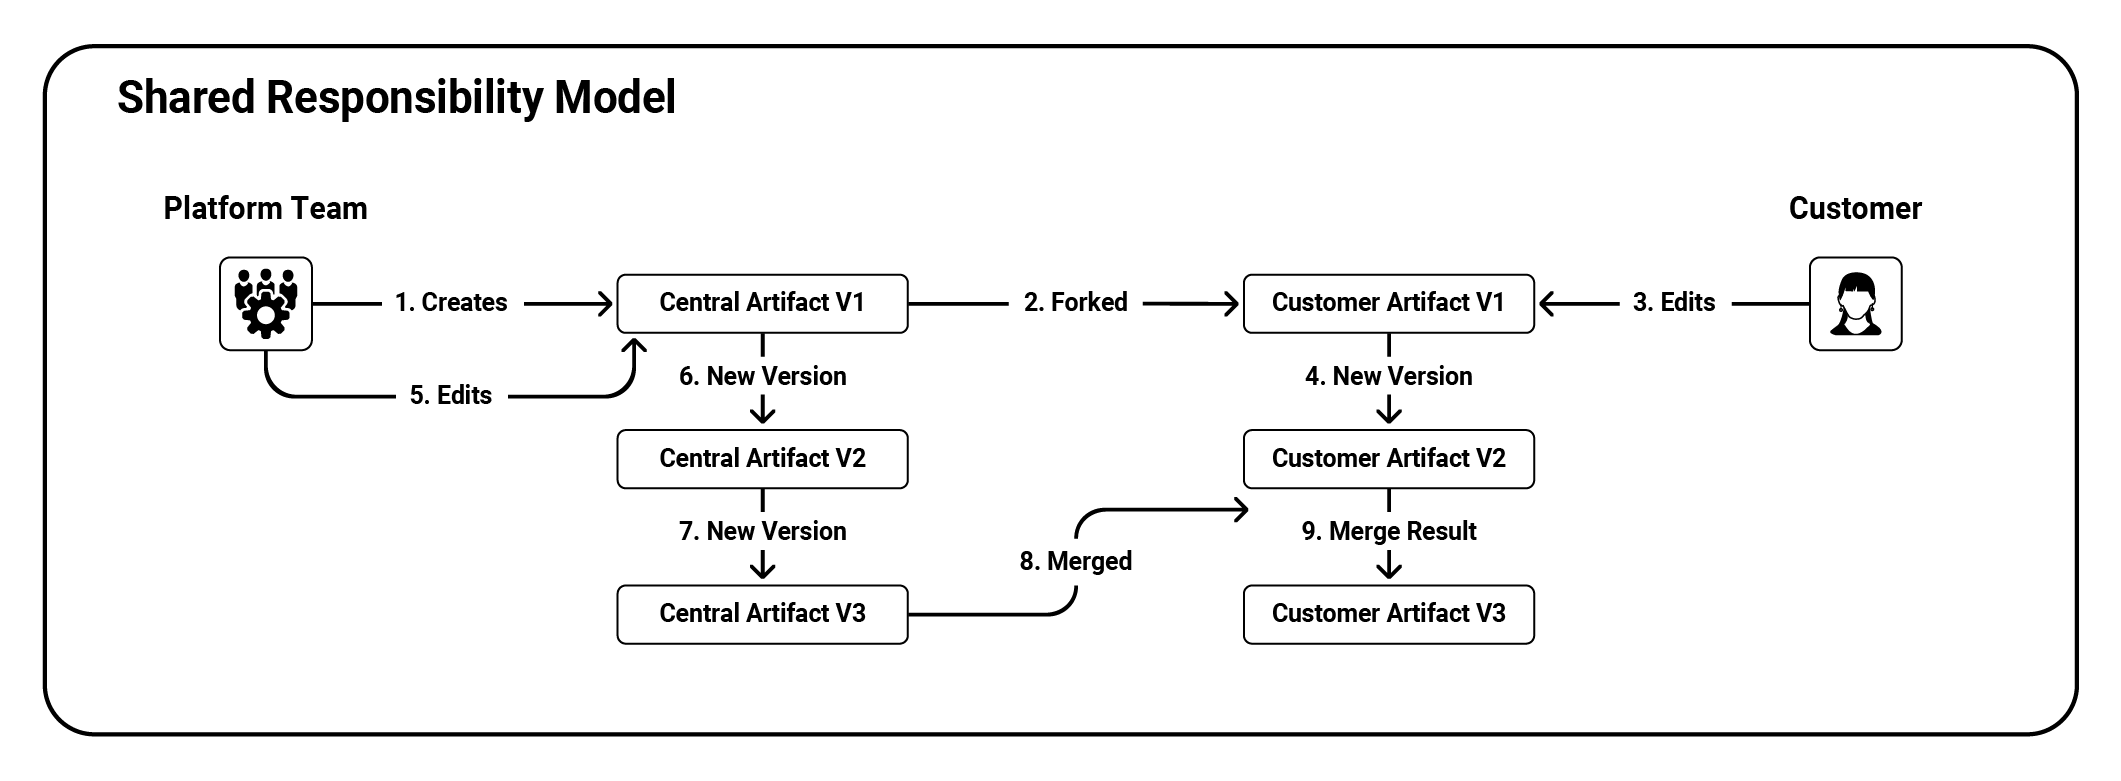 Shared Responsibility Model
Platform Team
Customer
1. Creates
Central Artifact V1
2. Forked
Customer Artifact V1
3. Edits
5. Edits
6. New Version
4. New Version
Central Artifact V2
Customer Artifact V2
7. New Version
8. Merged
9. Merge Result
Central Artifact V3
Customer Artifact V3